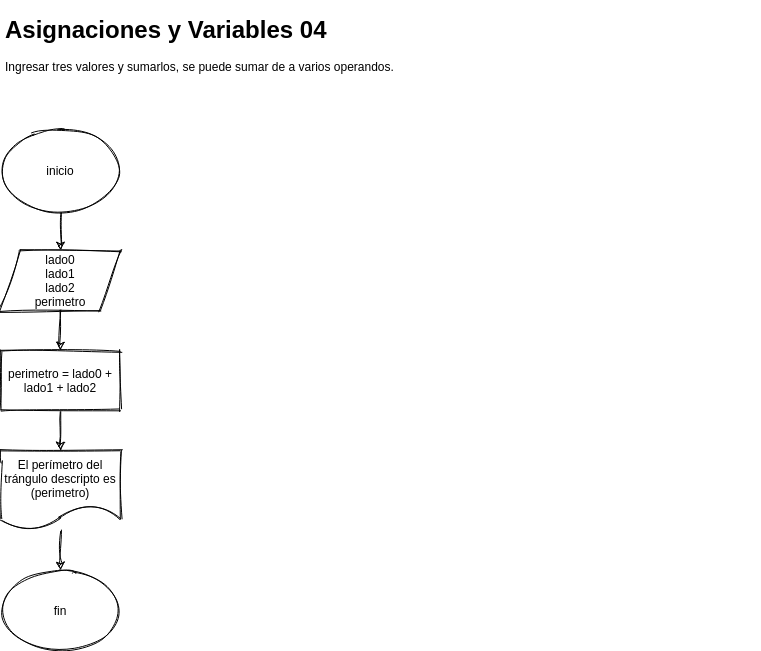 Asignaciones y Variables 04
Ingresar tres valores y sumarlos, se puede sumar de a varios operandos.
inicio
lado0
lado1
lado2
perimetro
perimetro = lado0 +
lado1 + lado2
El perímetro del
trángulo descripto es
(perimetro)
fin